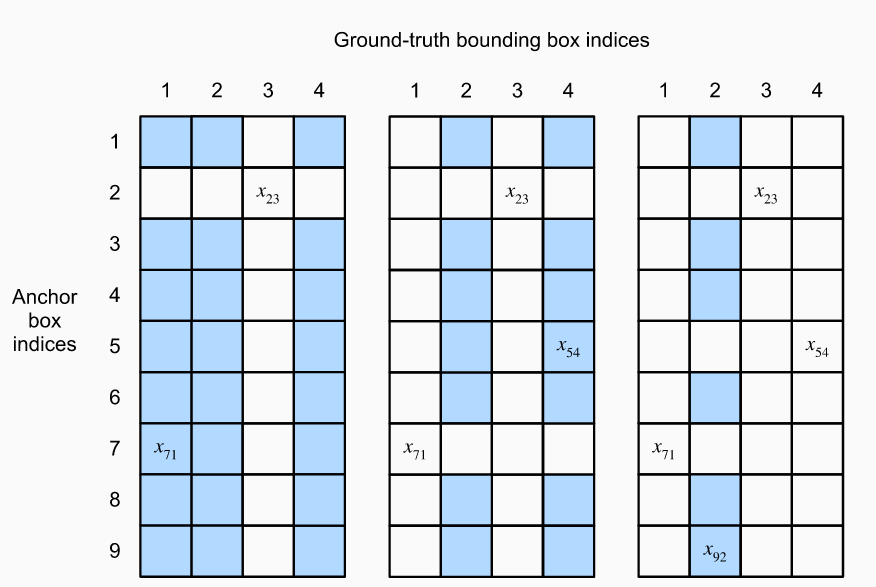 Ground-truth bounding box indices
1 2 3 4 1 2 3 4 1 2 3 4
1
2 x23 x23 x23
3
4
Anchor
box
indices
5 x54 x54
6
7 x71 x71 x71
8
9 x92